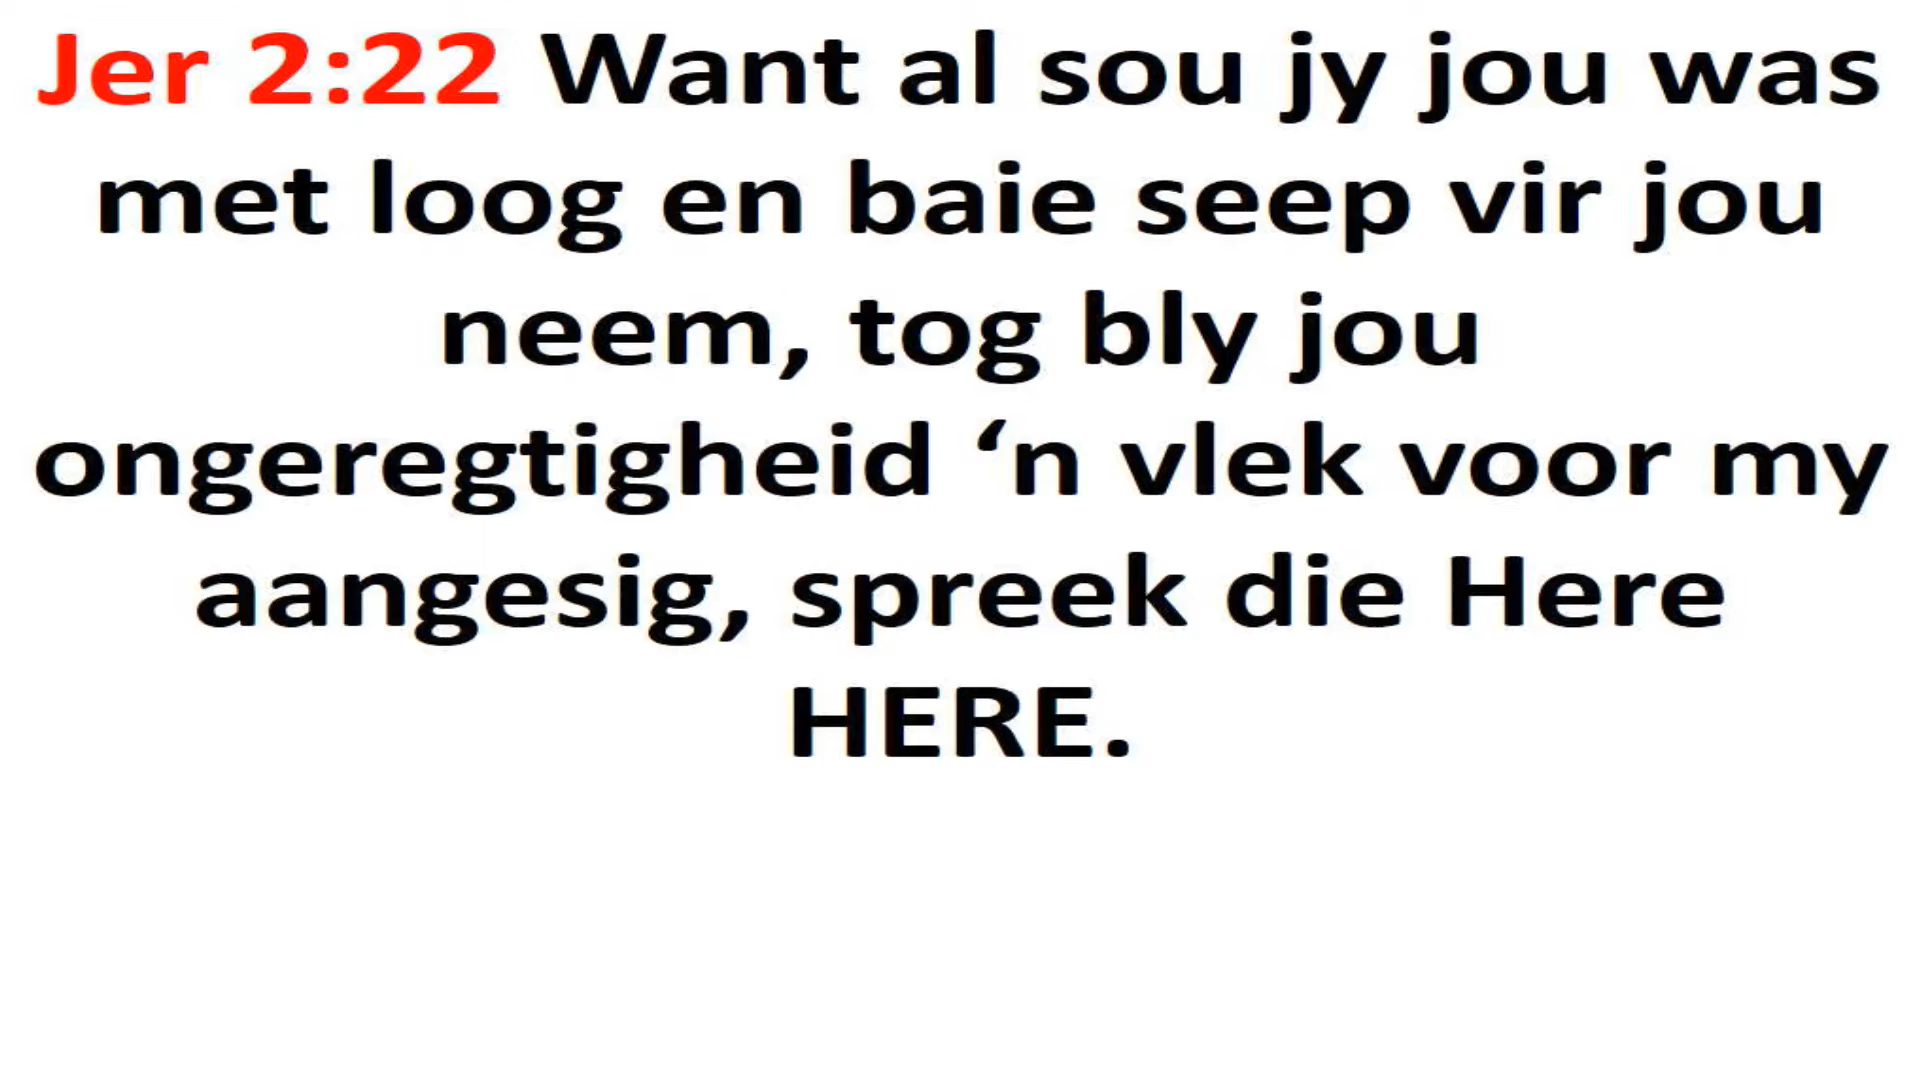 Jer 2:22 Want al sou jy jou was
met loog en baie seep vir jou
neem, tog bly jou
ongeregtigheid ‘n vlek voor my
aangesig, spreek die Here
HERE.